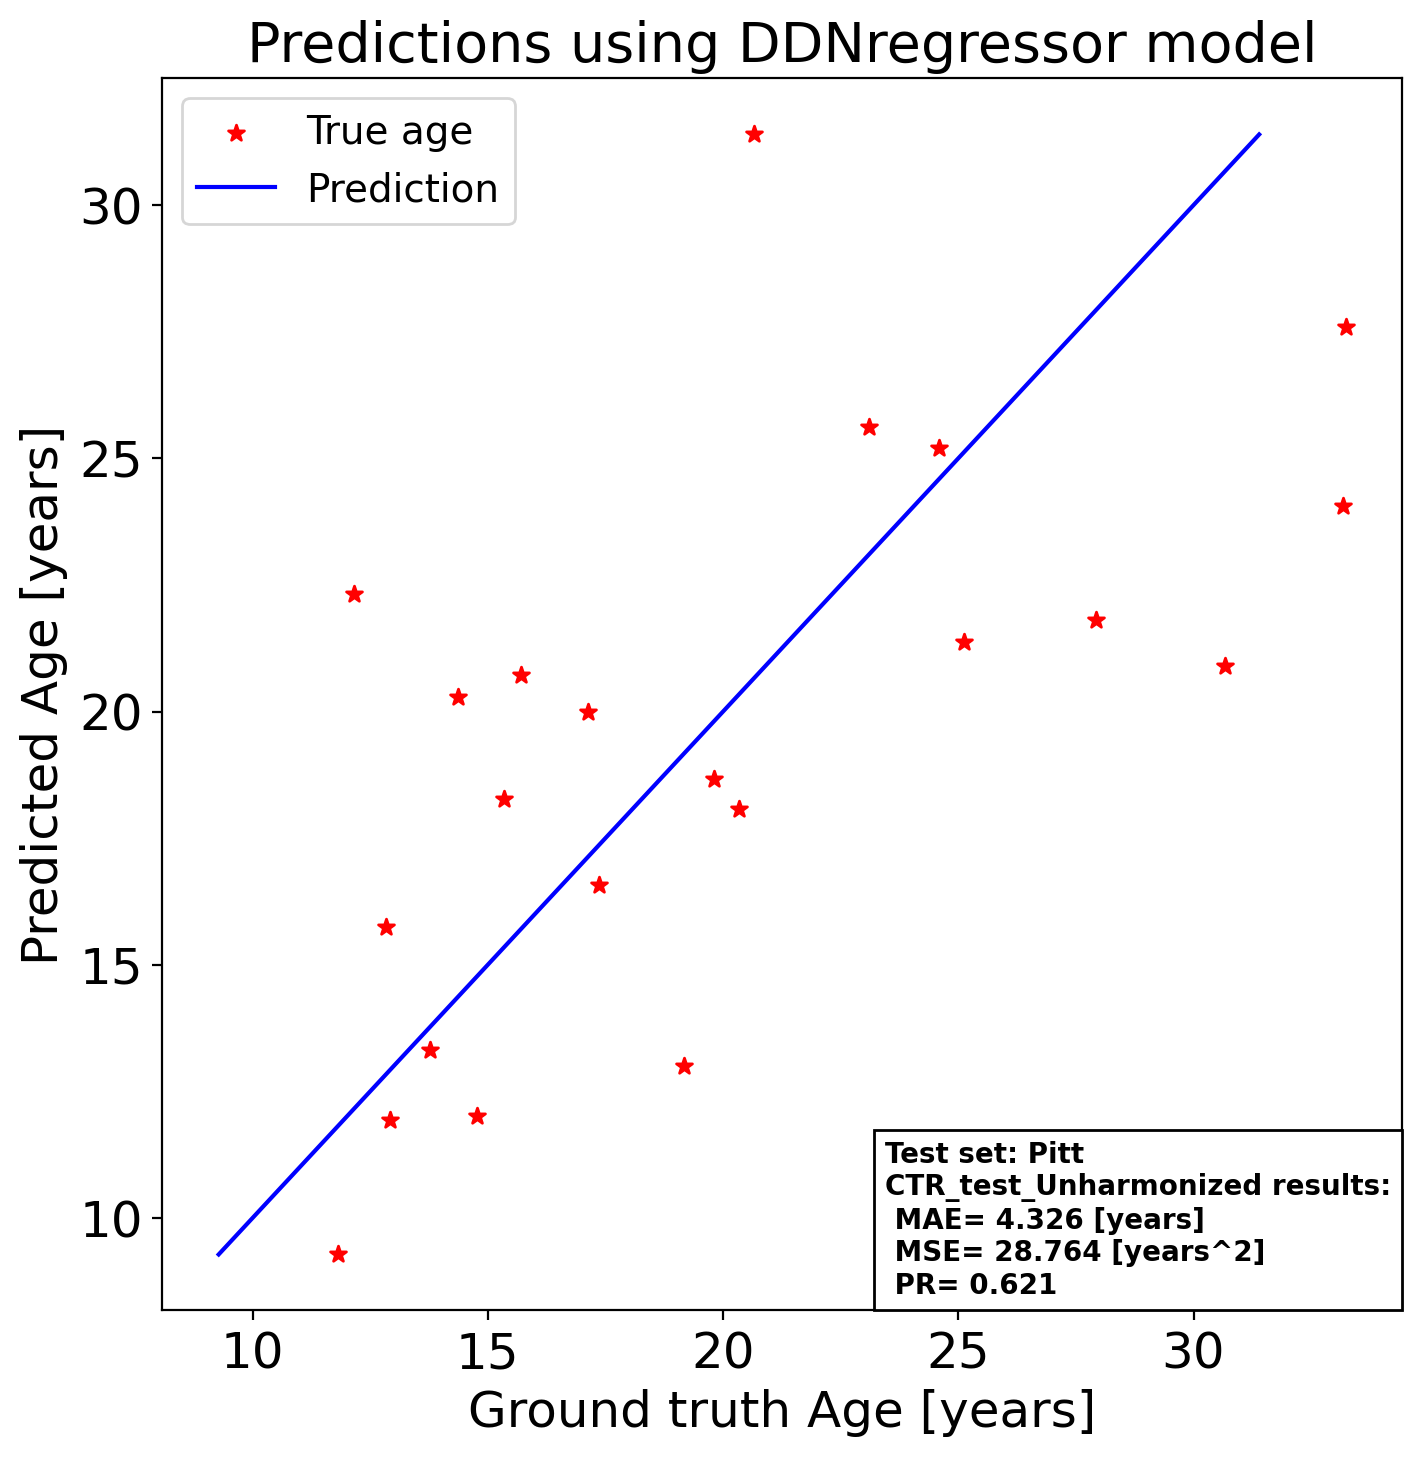 Predictions using DDNregressor model
True age
Prediction
30
25
20
15
10
Predicted Age [years]
Test set: Pitt
CTR_test_Unharmonized results:
MAE= 4.326 [years]
MSE= 28.764 [years^2]
PR= 0.621
10 15 20 25 30
Ground truth Age [years]